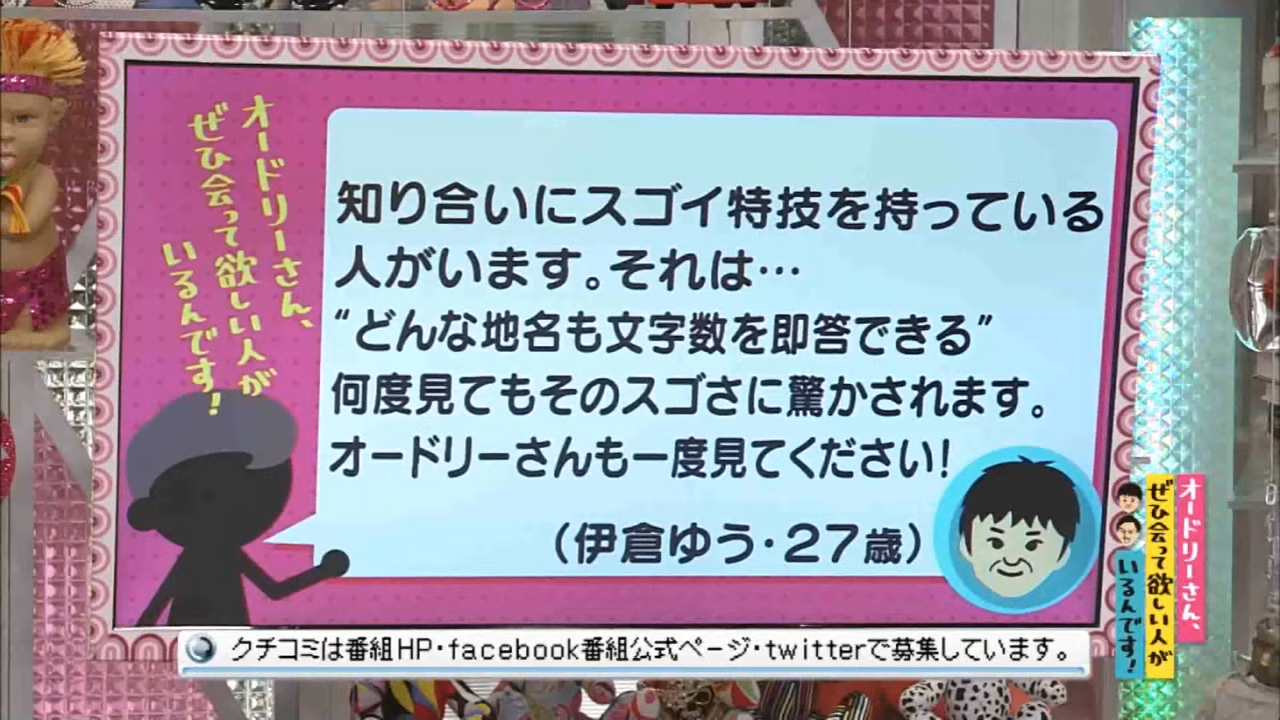 オードリーさん、
ぜひ会って欲しい人が
いるんです!
知り合いにスゴイ特技を持っている
人がいます。それは…
“どんな地名も文字数を即答できる”
何度見てもそのスゴさに驚かされます。
オードリーさんも一度見てください!
(伊倉ゆう・27歳)
オードリーさん、
ぜひ会って欲しい人が
いるんです!
クチコミは番組HP・facebook番組公式ページ・twitterで募集しています。